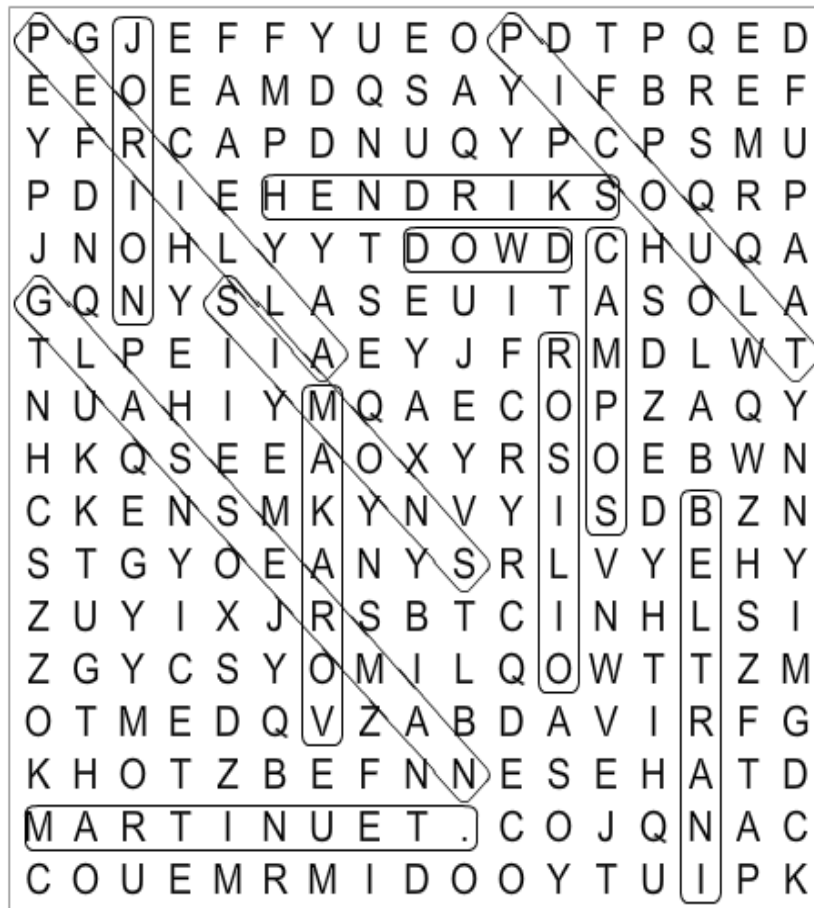 P G J E F F Y U E O P D T P Q E D
E E O E A M D Q S A Y I F B R E F
Y F R C A P D N U Q Y P C P S M U
P D I I E H E N D R I K S O Q R P
J N O H L Y Y T D O W D C H U Q A
G Q N Y S L A S E U I T A S O L A
T L P E I I A E Y J F R M D L W T
N U A H I Y M Q A E C O P Z A Q Y
H K Q S E E A O X Y R S O E B W N
C K E N S M K Y N V Y I S D B Z N
S T G Y O E A N Y S R L V Y E H Y
Z U Y I X J R S B T C I N H L S I
Z G Y C S Y O M I L Q O W T T Z M
O T M E D Q V Z A B D A V I R F G
K H O T Z B E F N N E S E H A T D
M A R T I N U E T . C O J Q N A C
C O U E M R M I D O O Y T U I P K